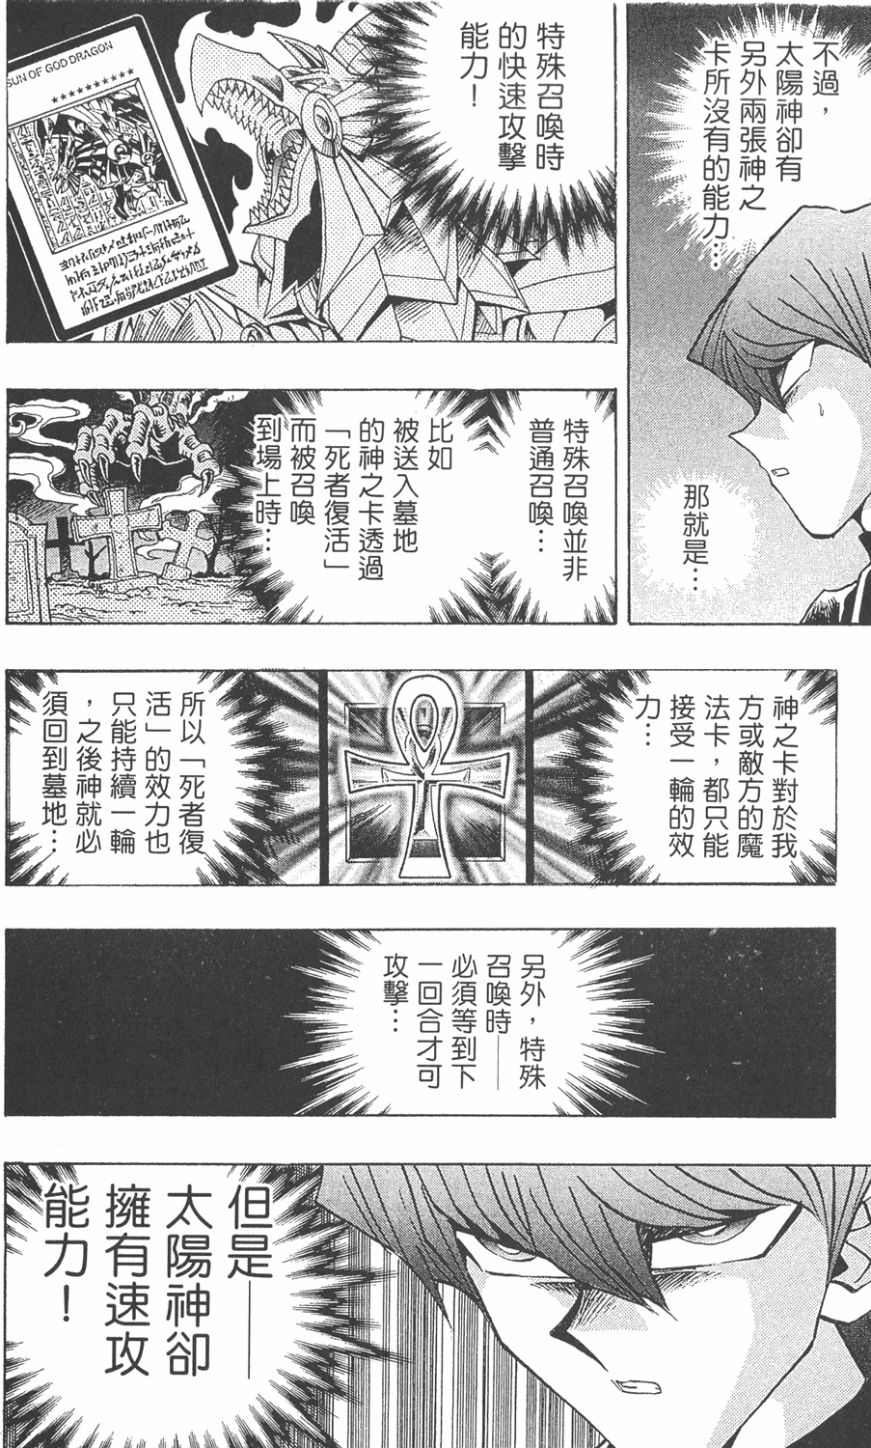 不過，
太陽神卻有
另外兩張神之
卡所沒有的能力…
那就是…
特殊召喚時
的快速攻擊
能力！
SUN OF GOD DRAGON
特殊召喚並非
普通召喚…
比如
被送入墓地
的神之卡透過
「死者復活」
而被召喚
到場上時…
神之卡對於我
方或敵方的魔
法卡，都只能
接受一輪的效
力…
所以「死者復
活」的效力也
只能持續一輪
，之後神就必
須回到墓地…
另外，特殊
召喚時——
必須等到下
一回合才可
攻擊…
但是——
太陽神卻
擁有速攻
能力！